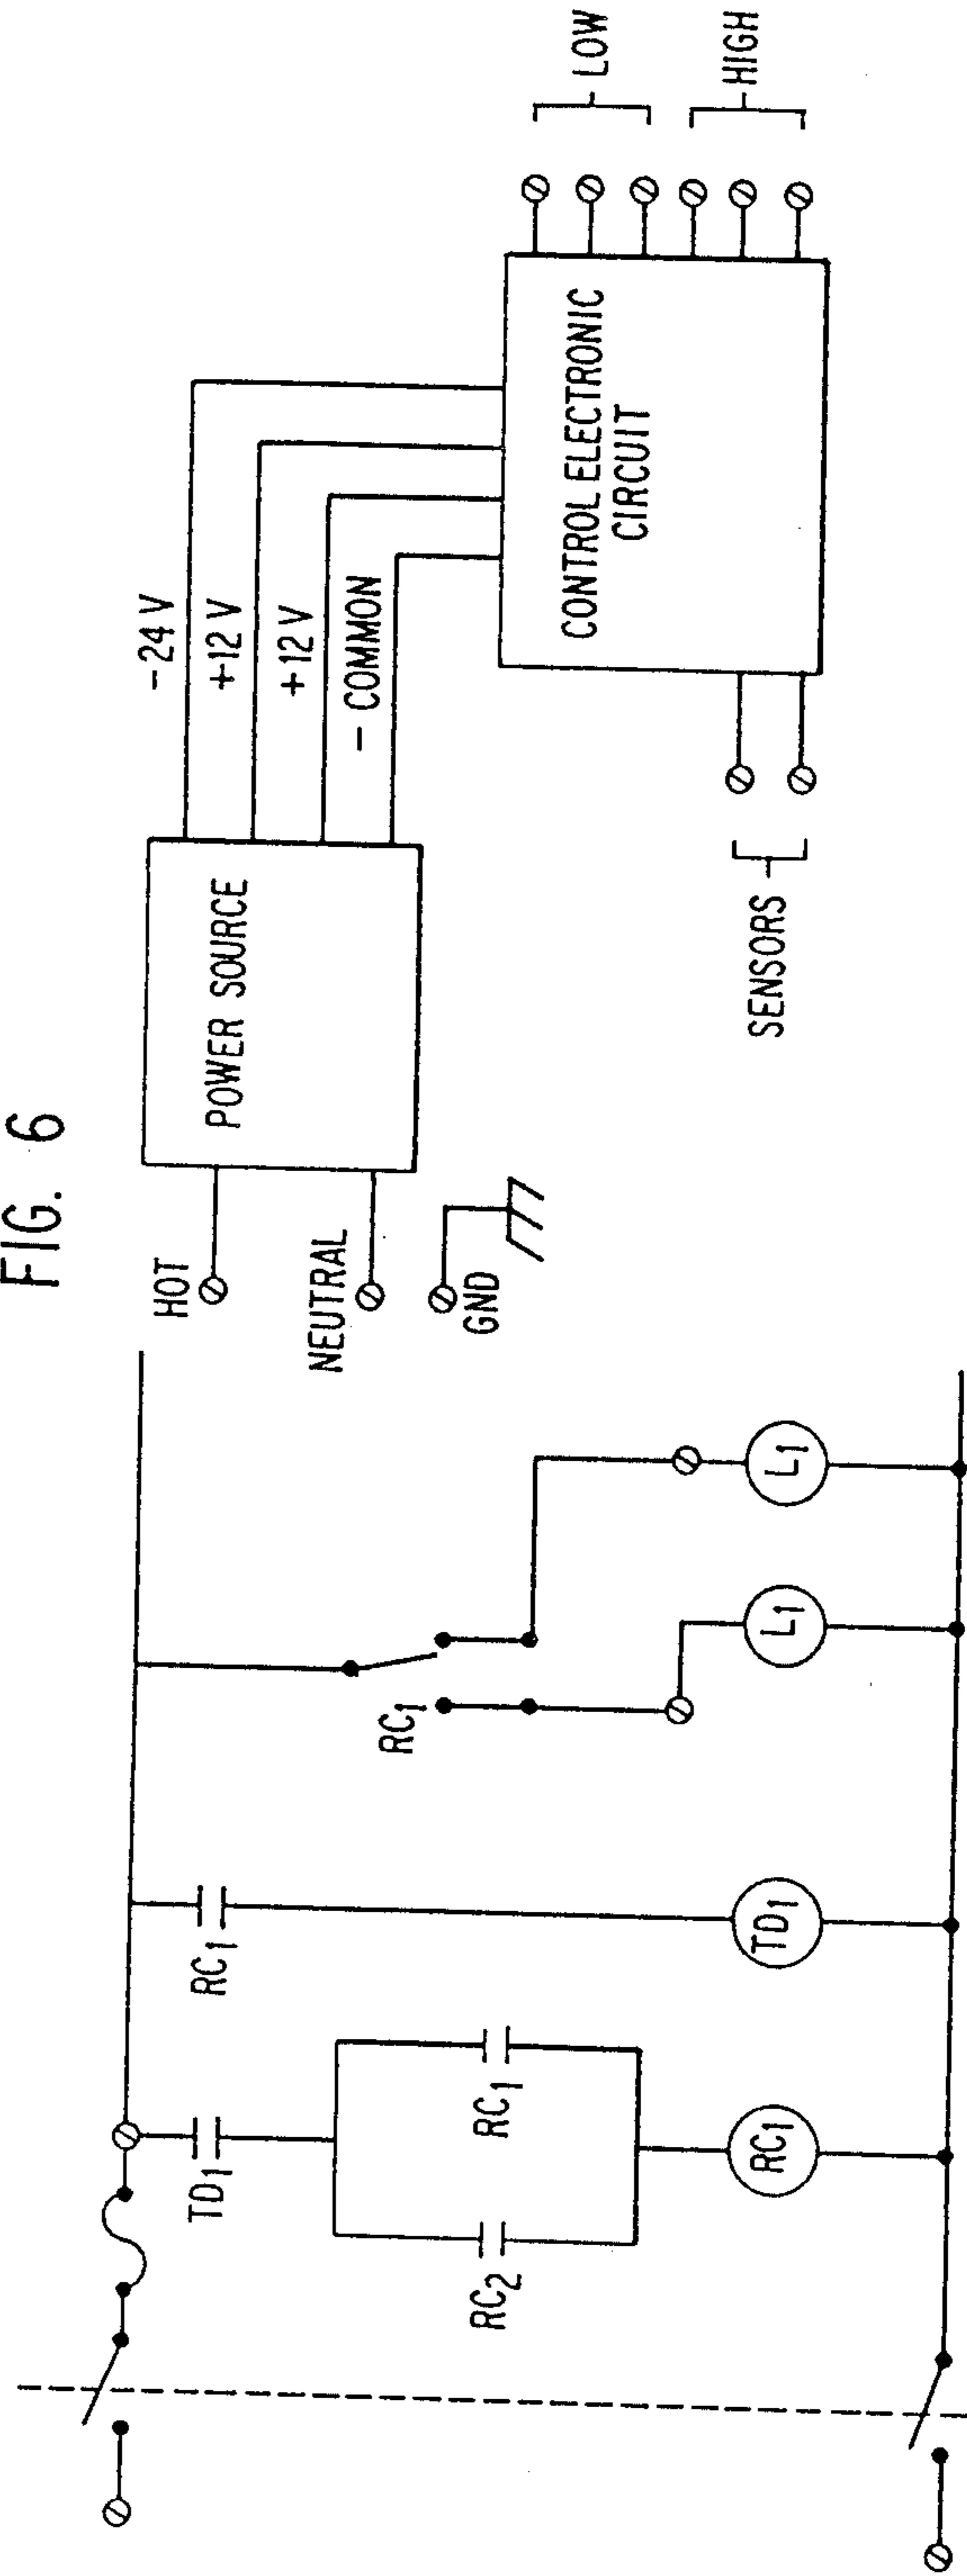 FIG. 6
TD₁
RC₂
RC₁
RC₁
RC₁
TD₁
RC₁
L₁
L₁
HOT
NEUTRAL
GND
POWER SOURCE
-24 V
+12 V
+12 V
- COMMON
CONTROL ELECTRONIC
CIRCUIT
SENSORS
LOW
HIGH